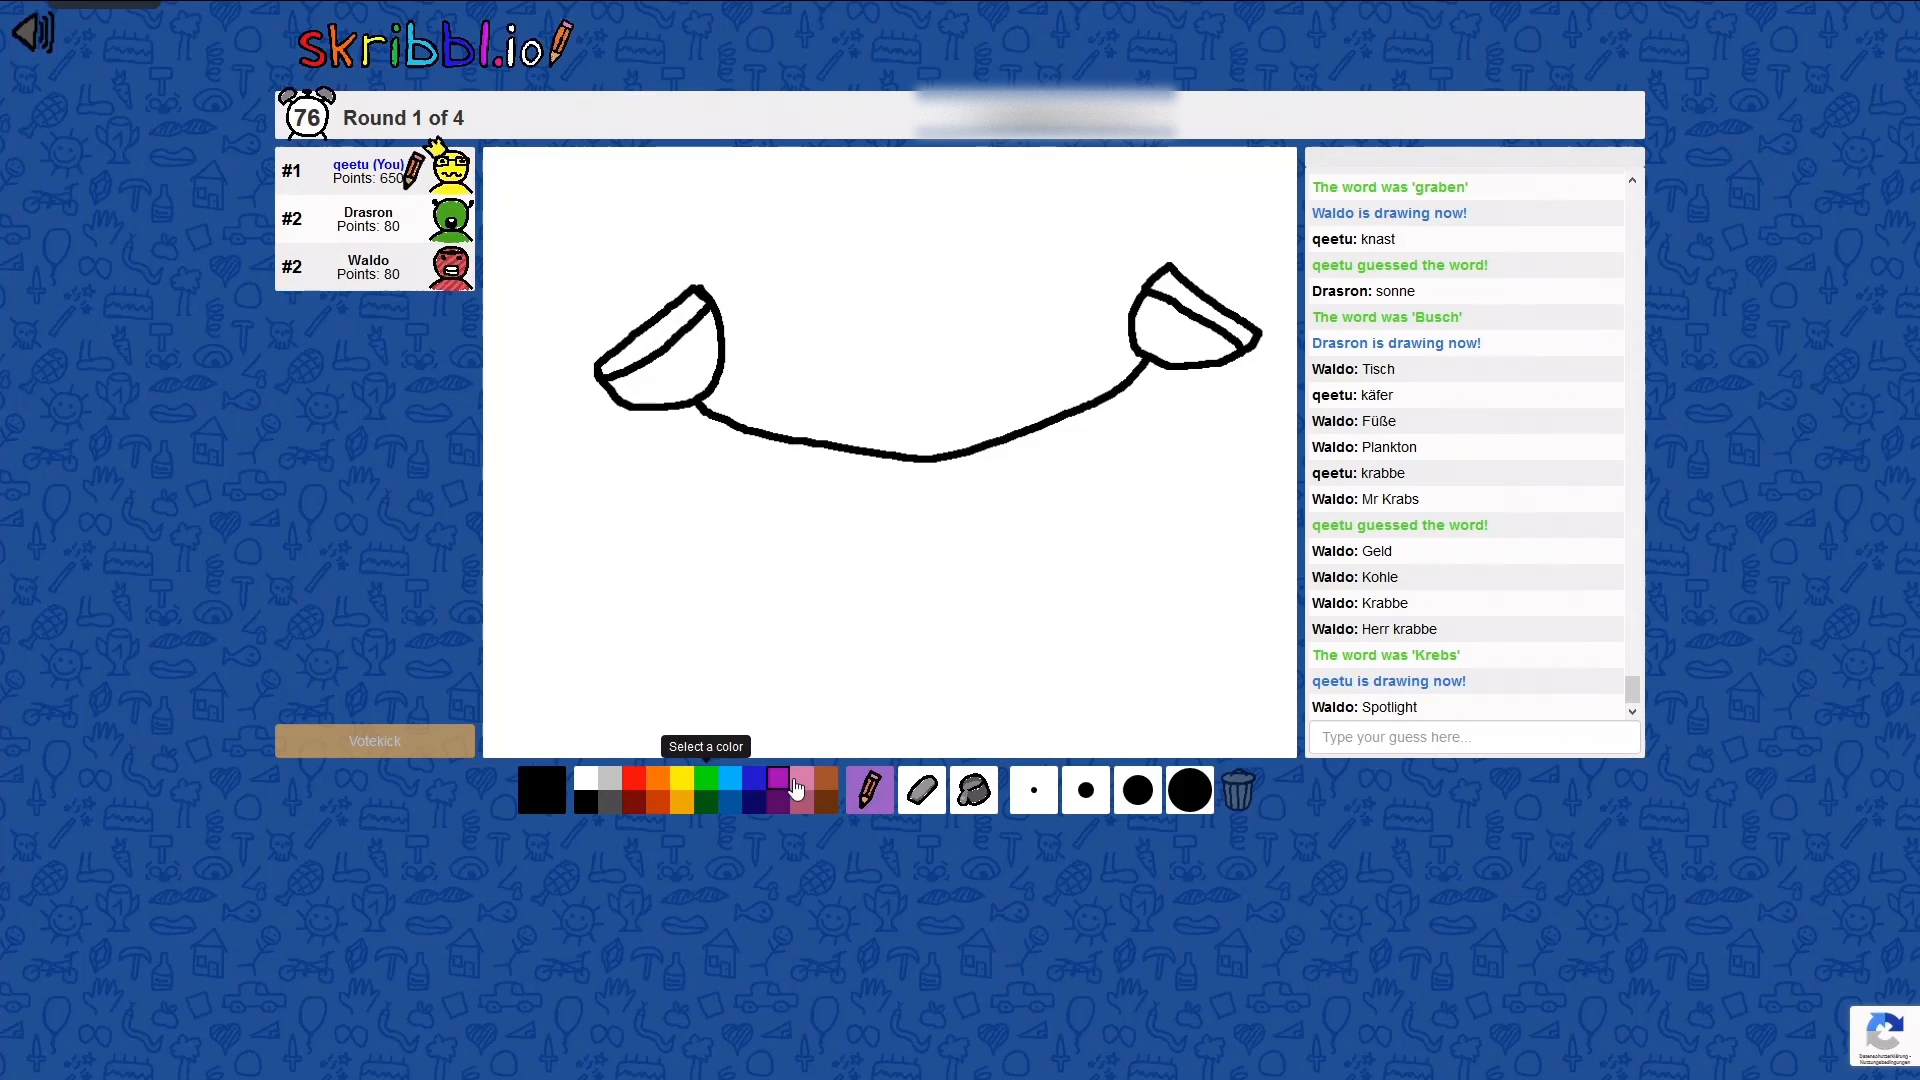 skribbl.io
76
Round 1 of 4
#1
qeetu (You)
Points: 650
#2
Drasron
Points: 80
#2
Waldo
Points: 80
The word was 'graben'
Waldo is drawing now!
qeetu: knast
qeetu guessed the word!
Drasron: sonne
The word was 'Busch'
Drasron is drawing now!
Waldo: Tisch
qeetu: käfer
Waldo: Füße
Waldo: Plankton
qeetu: krabbe
Waldo: Mr Krabs
qeetu guessed the word!
Waldo: Geld
Waldo: Kohle
Waldo: Krabbe
Waldo: Herr krabbe
The word was 'Krebs'
qeetu is drawing now!
Waldo: Spotlight
Type your guess here...
Votekick
Select a color
Datenschutzerklärung -
Nutzungsbedingungen